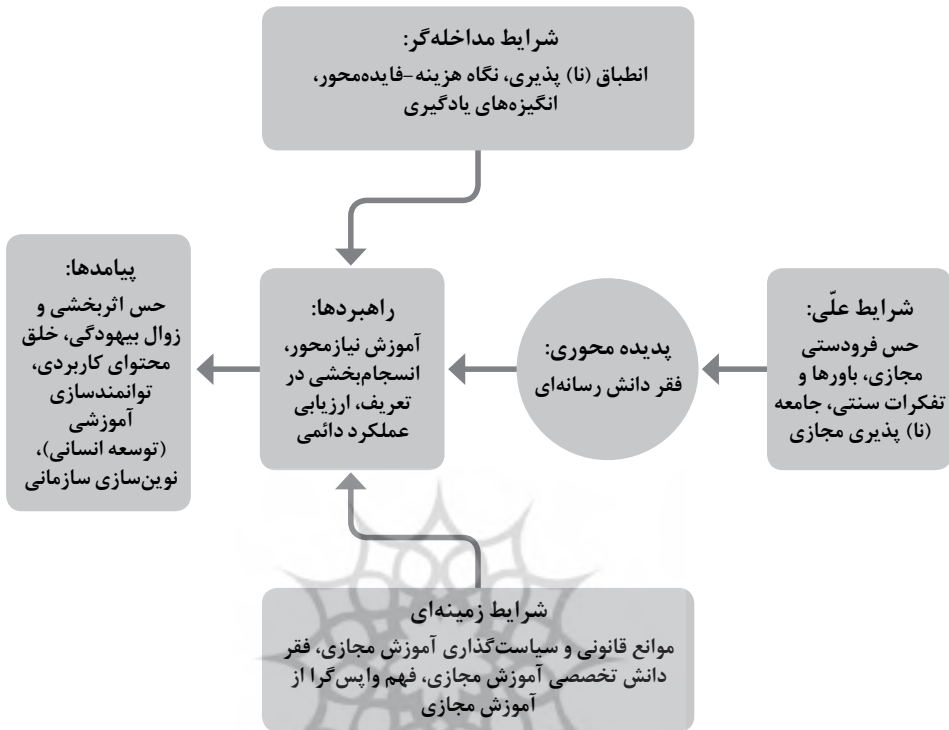 شرایط مداخله‌گر:
انطباق (نا) پذیری، نگاه هزینه-فایده‌محور،
انگیزه‌های یادگیری
شرایط علّی:
حس فرودستی
مجازی، باورها و
تفکرات سنتی، جامعه
(نا) پذیری مجازی
پدیده محوری:
فقر دانش رسانه‌ای
راهبردها:
آموزش نیازمحور،
انسجام‌بخشی در
تعریف، ارزیابی
عملکرد دائمی
پیامدها:
حس اثربخشی و
زوال بیهودگی، خلق
محتوای کاربردی،
توانمندسازی
آموزشی
(توسعه انسانی)،
نوین‌سازی سازمانی
شرایط زمینه‌ای
موانع قانونی و سیاست‌گذاری آموزش مجازی، فقر
دانش تخصصی آموزش مجازی، فهم واپس‌گرا از
آموزش مجازی